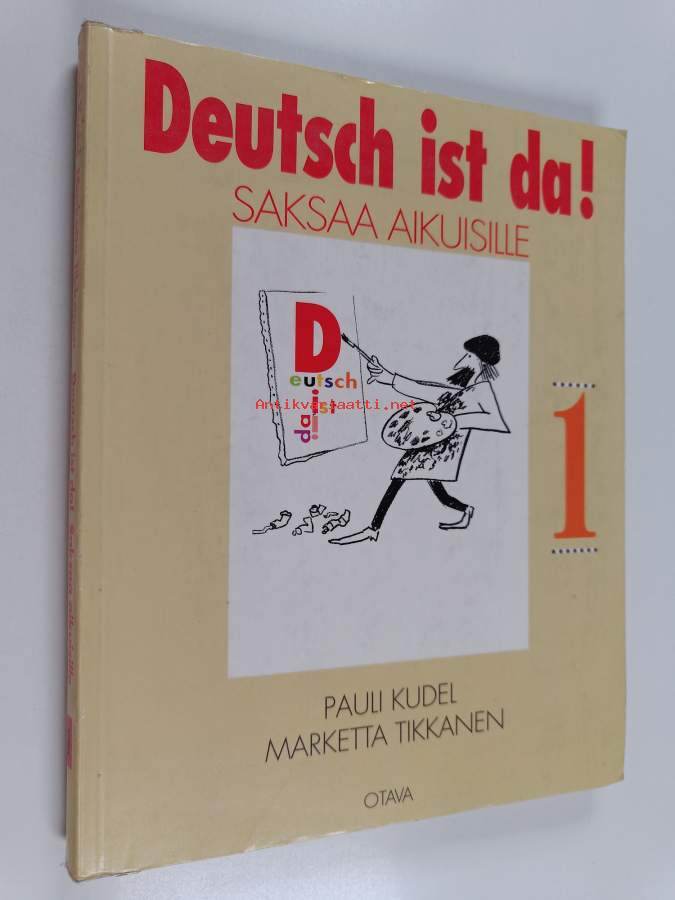 Deutsch ist da!
SAKSAA AIKUISILLE
D
eutsch
ist
da!
Antikvariaatti.net
1
PAULI KUDEL
MARKETTA TIKKANEN
OTAVA